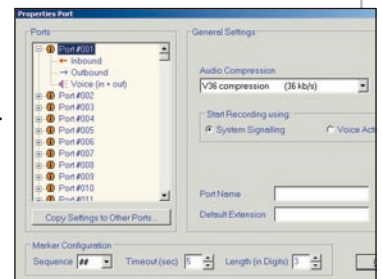 Properties Port
Ports
Port #001
Inbound
Outbound
Voice (in + out)
Port #002
Port #003
Port #004
Port #005
Port #006
Port #007
Port #008
Port #009
Port #010
Port #011
Copy Settings to Other Ports...
General Settings
Audio Compression
V36 compression (36 kb/s)
Start Recording using:
System Signalling
Voice Act
Port Name
Default Extension
Marker Configuration
Sequence ## Timeout (sec) 5 Length (in Digits) 3